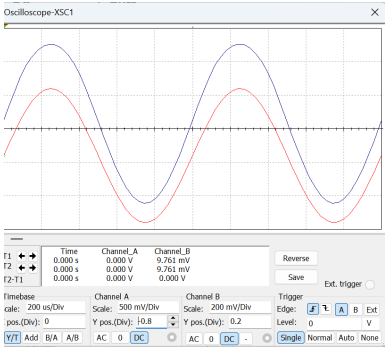 Oscilloscope-XSC1
Time Channel_A Channel_B
T1 0.000 s 0.000 V 9.761 mV
T2 0.000 s 0.000 V 9.761 mV
T2-T1 0.000 s 0.000 V 0.000 V
Reverse
Save
Ext. trigger
Timebase
Scale: 200 us/Div
X pos.(Div): 0
Y/T Add B/A A/B
Channel A
Scale: 500 mV/Div
Y pos.(Div): -0.8
AC 0 DC
Channel B
Scale: 200 mV/Div
Y pos.(Div): 0.2
AC 0 DC -
Trigger
Edge: A B Ext
Level: 0 V
Single Normal Auto None